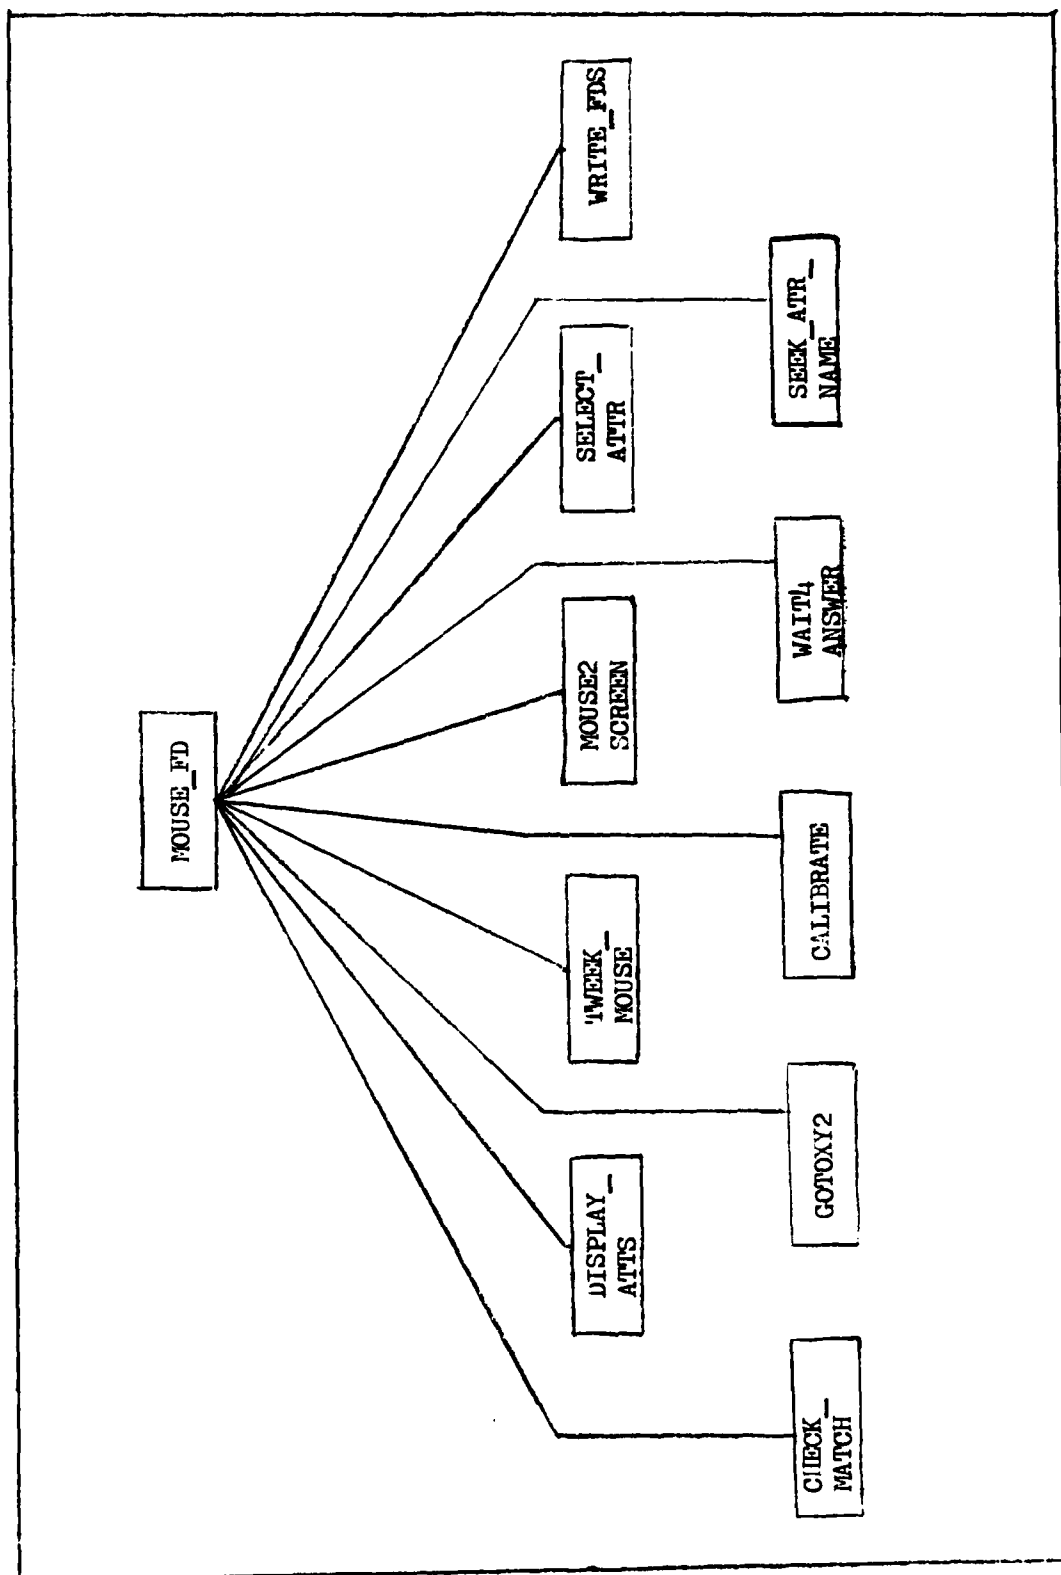 MOUSE_FD
DISPLAY_
ATTS
TWEEK_
MOUSE
MOUSE2
SCREEN
SELECT_
ATTR
WRITE_FDS
CHECK_
MATCH
GOTOXY2
CALIBRATE
WAIT4
ANSWER
SEEK_ATR_
NAME